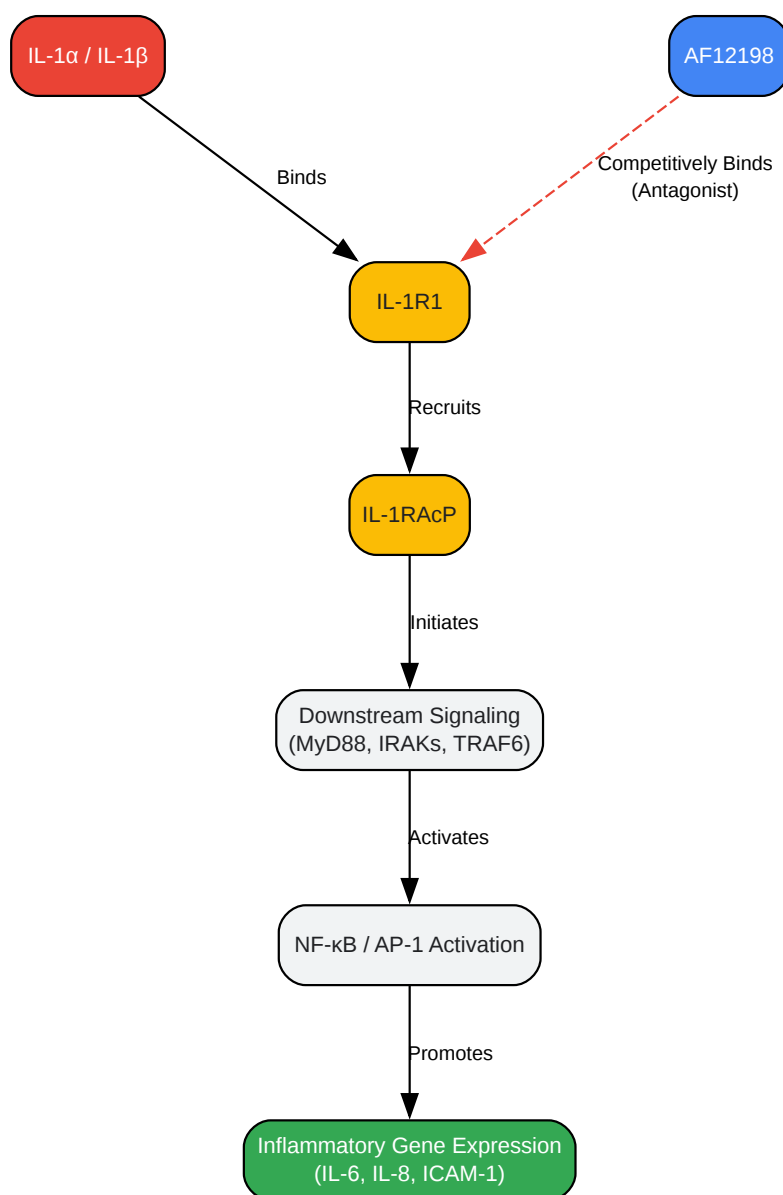 IL-1α / IL-1β
AF12198
Binds
Competitively Binds
(Antagonist)
IL-1R1
Recruits
IL-1RAcP
Initiates
Downstream Signaling
(MyD88, IRAKs, TRAF6)
Activates
NF-κB / AP-1 Activation
Promotes
Inflammatory Gene Expression
(IL-6, IL-8, ICAM-1)